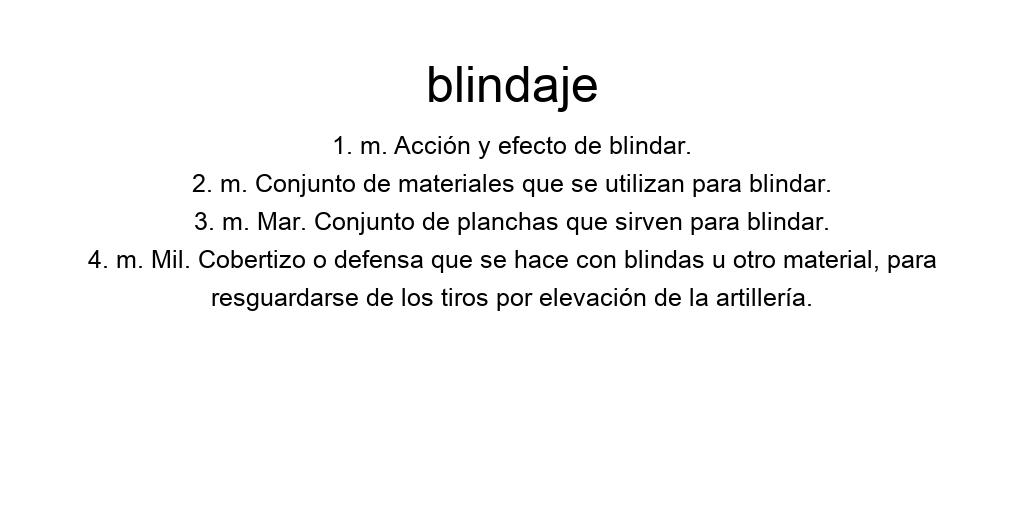 blindaje
1. m. Acción y efecto de blindar.
2. m. Conjunto de materiales que se utilizan para blindar.
3. m. Mar. Conjunto de planchas que sirven para blindar.
4. m. Mil. Cobertizo o defensa que se hace con blindas u otro material, para
resguardarse de los tiros por elevación de la artillería.